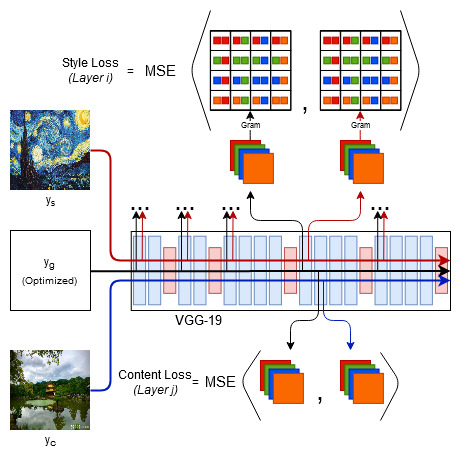 Style Loss
(Layer i)
= MSE
,
Gram
Gram
y_s
...
...
...
...
y_g
(Optimized)
VGG-19
Content Loss
(Layer j)
= MSE
,
y_c